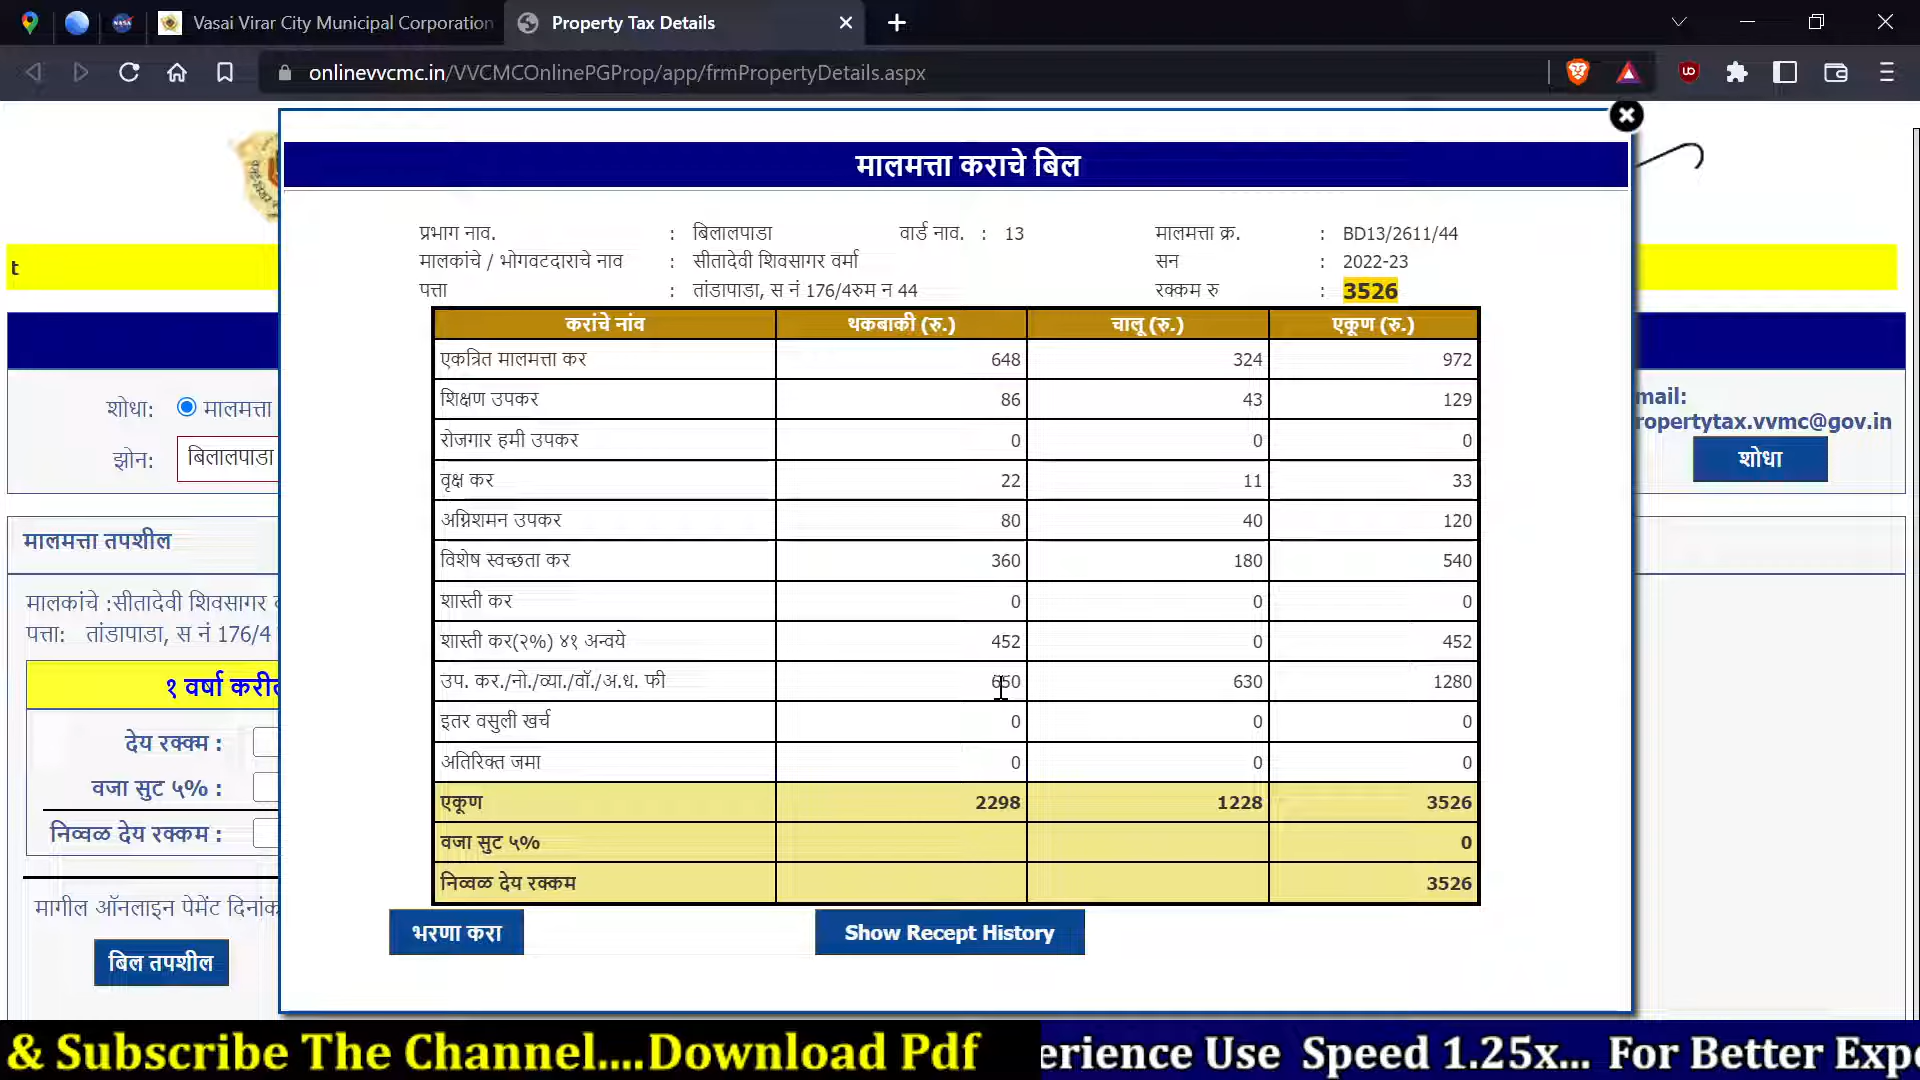 Vasai Virar City Municipal Corporation
Property Tax Details
onlinevvcmc.in/VVCMCOnlinePGProp/app/frmPropertyDetails.aspx
मालमत्ता कराचे बिल
प्रभाग नाव. : बिलालपाडा वार्ड नाव. : 13 मालमत्ता क्र. : BD13/2611/44
मालकांचे / भोगवटदाराचे नाव : सीतादेवी शिवसागर वर्मा सन : 2022-23
पत्ता : तांडापाडा, स नं 176/4रुम न 44 रक्कम रु : 3526
t
करांचे नांव थकबाकी (रु.) चालू (रु.) एकूण (रु.)
एकत्रित मालमत्ता कर 648 324 972
शिक्षण उपकर 86 43 129
रोजगार हमी उपकर 0 0 0
वृक्ष कर 22 11 33
अग्निशमन उपकर 80 40 120
विशेष स्वच्छता कर 360 180 540
शास्ती कर 0 0 0
शास्ती कर(२%) ४१ अन्वये 452 0 452
उप. कर./नो./व्या./वॉ./अ.ध. फी 650 630 1280
इतर वसुली खर्च 0 0 0
अतिरिक्त जमा 0 0 0
एकूण 2298 1228 3526
वजा सुट ५% 0
निव्वळ देय रक्कम 3526
भरणा करा
Show Recept History
शोधा: मालमत्ता
झोन: बिलालपाडा
mail:
ropertytax.vvmc@gov.in
शोधा
मालमत्ता तपशील
मालकांचे :सीतादेवी शिवसागर
पत्ता: तांडापाडा, स नं 176/4
१ वर्षा करीत
देय रक्क्म :
वजा सुट ५% :
निव्वळ देय रक्कम :
मागील ऑनलाइन पेमेंट दिनांक
बिल तपशील
& Subscribe The Channel....Download Pdf
erience Use Speed 1.25x... For Better Expe